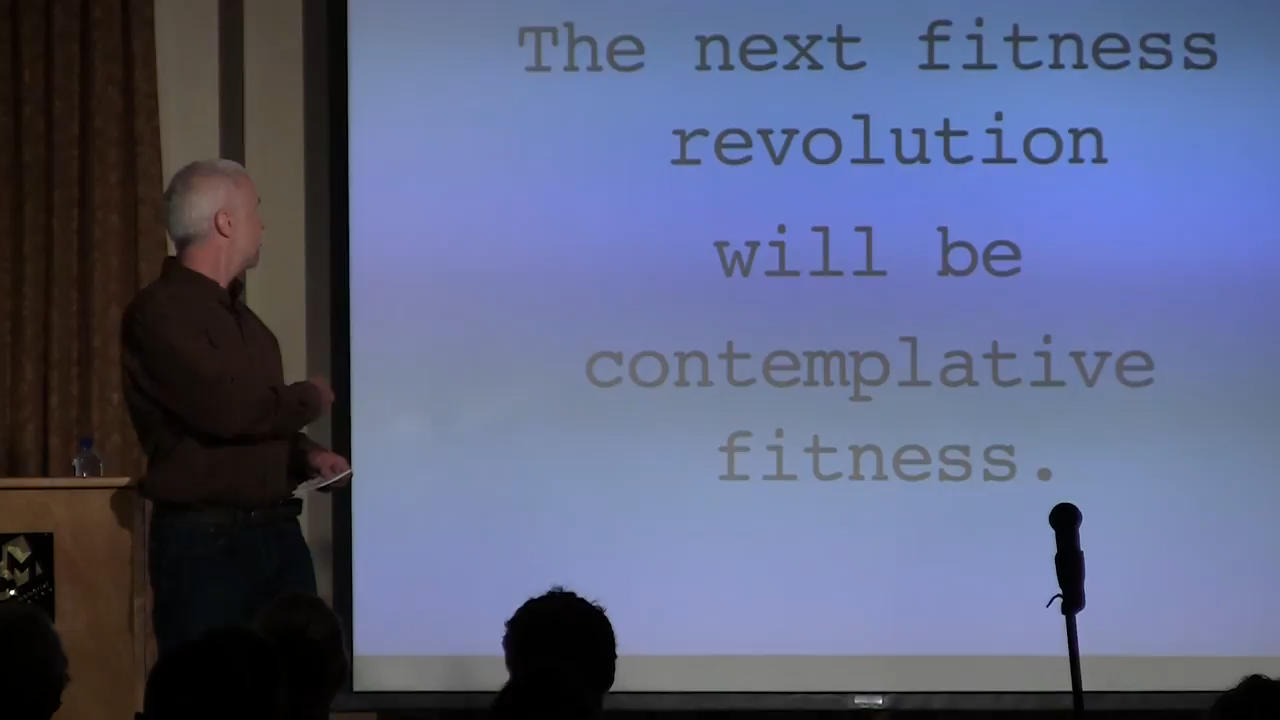 The next fitness
revolution
will be
contemplative
fitness.